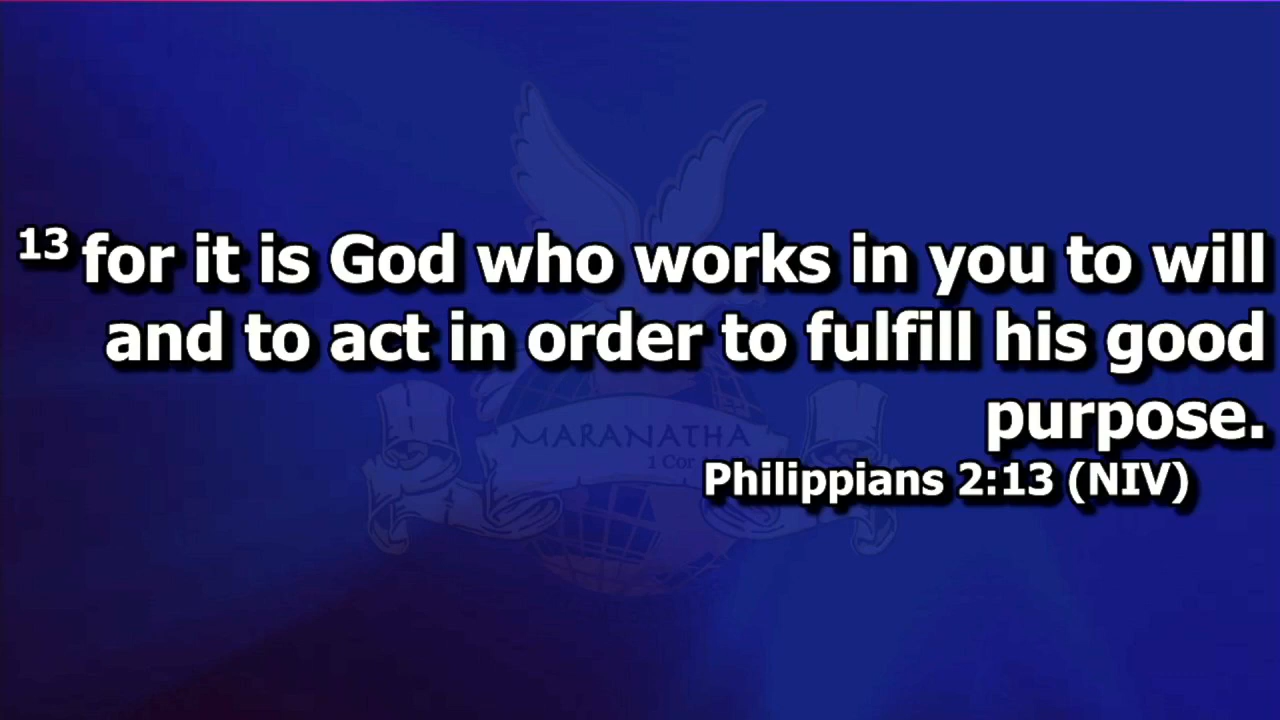 13 for it is God who works in you to will
and to act in order to fulfill his good
purpose.
MARANATHA
1 Cor
Philippians 2:13 (NIV)